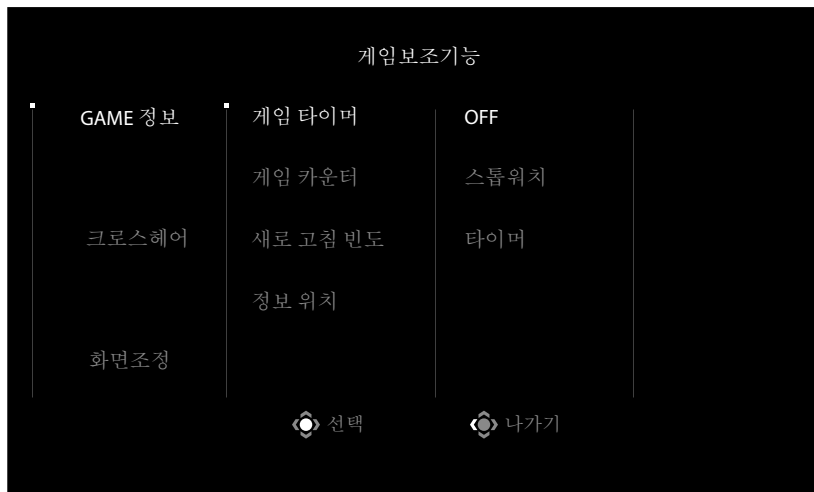 게임보조기능
GAME 정보 게임 타이머 OFF
게임 카운터 스톱워치
크로스헤어 새로 고침 빈도 타이머
정보 위치
화면조정
선택 나가기